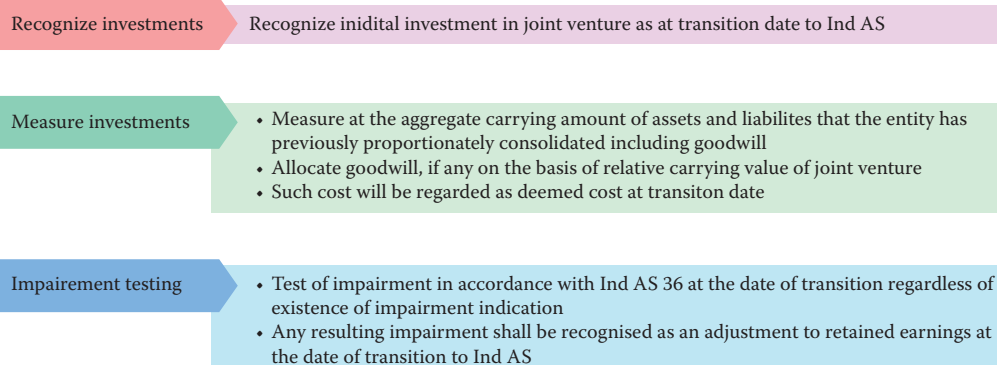 Recognize investments
Recognize inidital investment in joint venture as at transition date to Ind AS
Measure investments
• Measure at the aggregate carrying amount of assets and liabilites that the entity has
previously proportionately consolidated including goodwill
• Allocate goodwill, if any on the basis of relative carrying value of joint venture
• Such cost will be regarded as deemed cost at transiton date
Impairement testing
• Test of impairment in accordance with Ind AS 36 at the date of transition regardless of
existence of impairment indication
• Any resulting impairment shall be recognised as an adjustment to retained earnings at
the date of transition to Ind AS